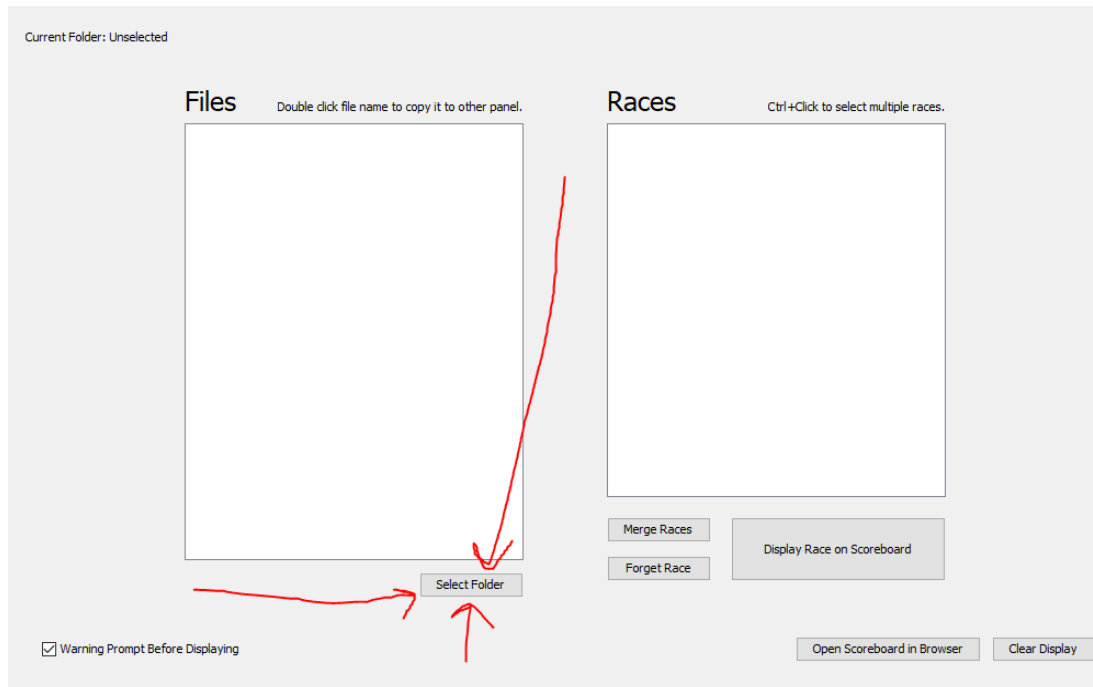 Current Folder: Unselected
Files
Double click file name to copy it to other panel.
Races
Ctrl+Click to select multiple races.
Merge Races
Display Race on Scoreboard
Forget Race
Select Folder
Warning Prompt Before Displaying
Open Scoreboard in Browser
Clear Display